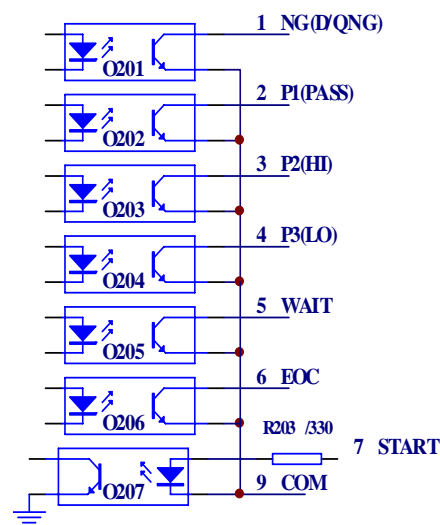 1 NG(D/QNG)
O201
2 P1(PASS)
O202
3 P2(HI)
O203
4 P3(LO)
O204
5 WAIT
O205
6 EOC
O206
R203 /330
7 START
O207
9 COM